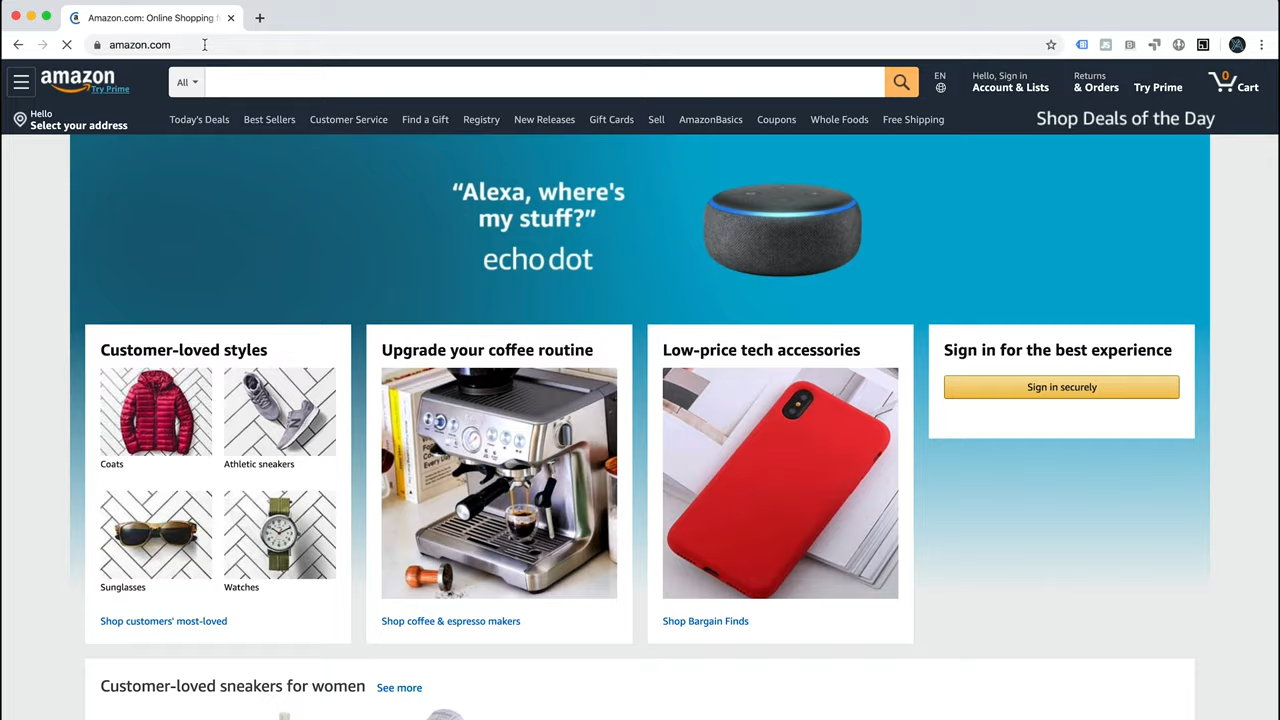 Amazon.com: Online Shopping f
amazon.com
amazon
Try Prime
All
EN
Hello, Sign in
Account & Lists
Returns
& Orders
Try Prime
0
Cart
Hello
Select your address
Today's Deals
Best Sellers
Customer Service
Find a Gift
Registry
New Releases
Gift Cards
Sell
AmazonBasics
Coupons
Whole Foods
Free Shipping
Shop Deals of the Day
“Alexa, where's
my stuff?”
echo dot
Customer-loved styles
Coats
Athletic sneakers
Sunglasses
Watches
Shop customers' most-loved
Upgrade your coffee routine
Shop coffee & espresso makers
Low-price tech accessories
Shop Bargain Finds
Sign in for the best experience
Sign in securely
Customer-loved sneakers for women
See more